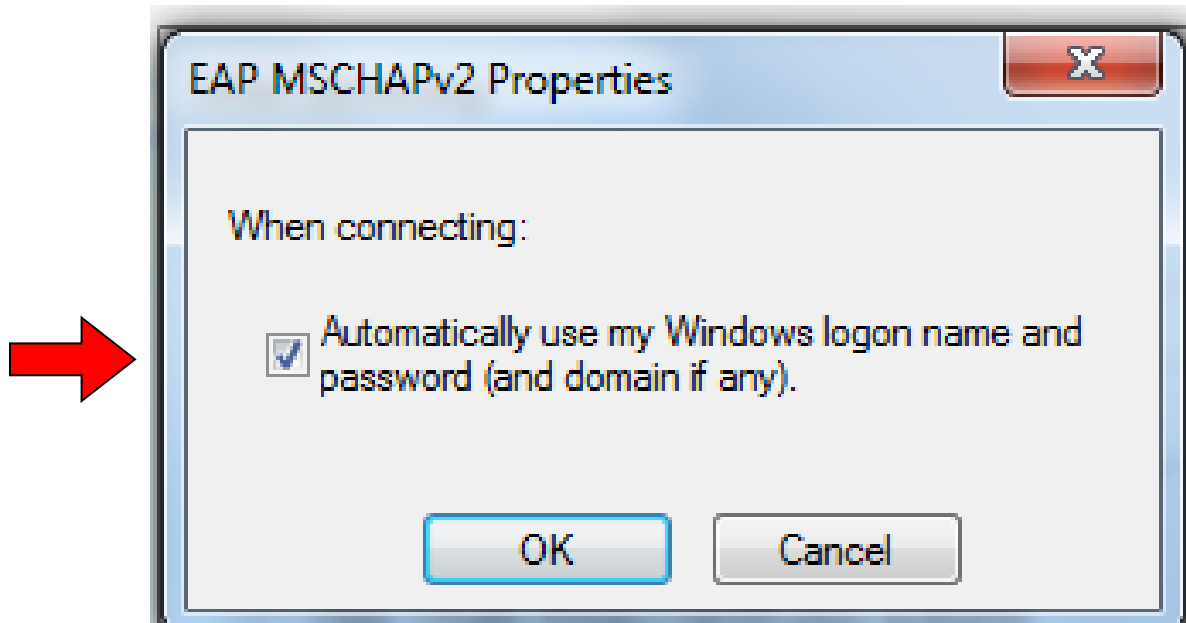 EAP MSCHAPv2 Properties
When connecting:
Automatically use my Windows logon name and
password (and domain if any).
OK
Cancel